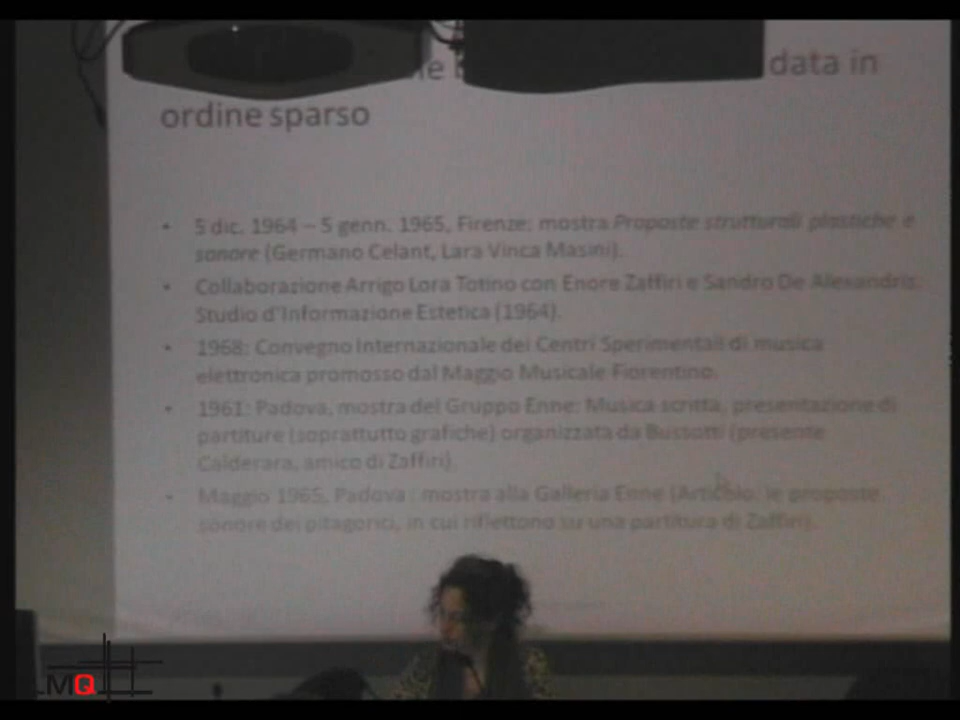 data in
ordine sparso
• 5 dic. 1964 – 5 genn. 1965, Firenze: mostra Proposte strutturali plastiche e
sonore (Germano Celant, Lara Vinca Masini).
• Collaborazione Arrigo Lora Totino con Enore Zaffiri e Sandro De Alexandris.
Studio d'Informazione Estetica (1964).
• 1968: Convegno Internazionale dei Centri Sperimentali di musica
elettronica promosso dal Maggio Musicale Fiorentino.
• 1961: Padova, mostra del Gruppo Enne: Musica scritta, presentazione di
partiture (soprattutto grafiche) organizzata da Bussotti (presente
Calderara, amico di Zaffiri).
• Maggio 1965, Padova : mostra alla Galleria Enne (Articolo: le proposte
sonore dei pitagorici, in cui riflettono su una partitura di Zaffiri).
LMQ